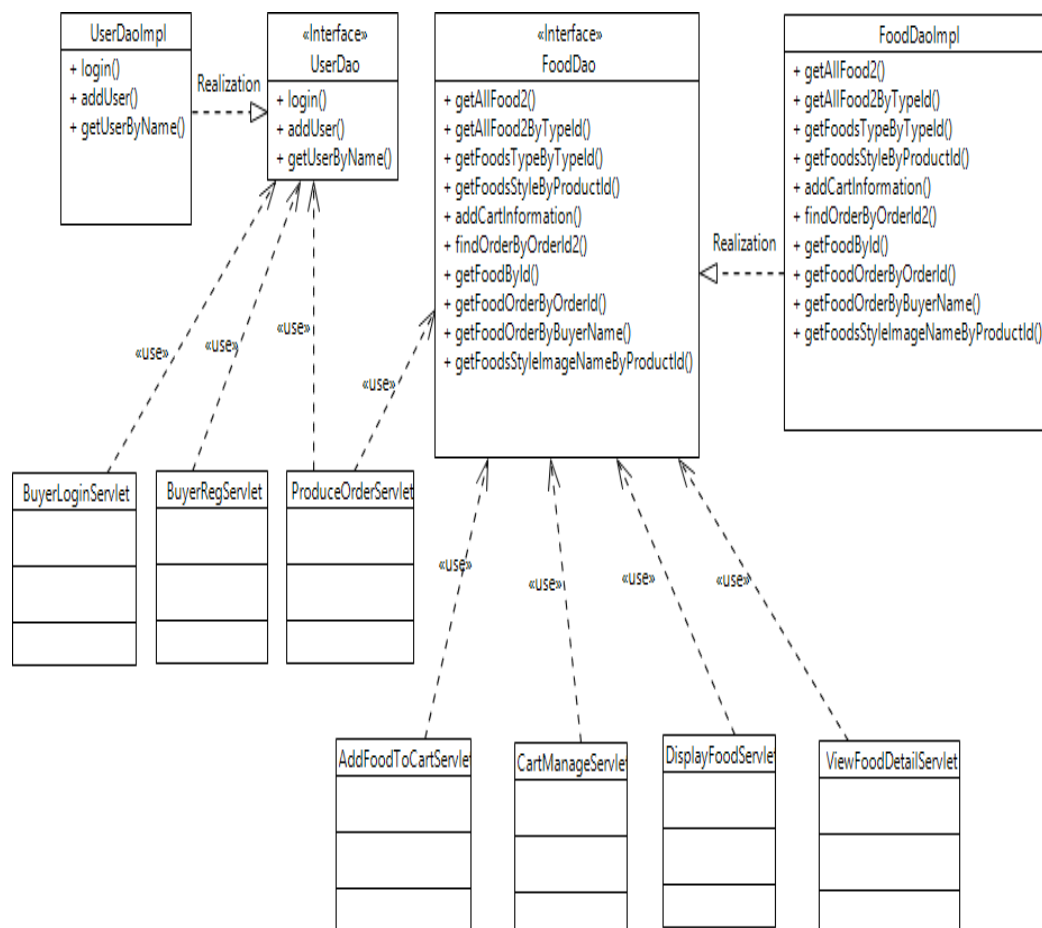 UserDaoImpl
+ login()
+ addUser()
+ getUserByName()
Realization
«Interface»
UserDao
+ login()
+ addUser()
+ getUserByName()
«Interface»
FoodDao
+ getAllFood2()
+ getAllFood2ByTypeId()
+ getFoodsTypeByTypeId()
+ getFoodsStyleByProductId()
+ addCartInformation()
+ findOrderByOrderId2()
+ getFoodById()
+ getFoodOrderByOrderId()
+ getFoodOrderByBuyerName()
+ getFoodsStyleImageNameByProductId()
Realization
FoodDaoImpl
+ getAllFood2()
+ getAllFood2ByTypeId()
+ getFoodsTypeByTypeId()
+ getFoodsStyleByProductId()
+ addCartInformation()
+ findOrderByOrderId2()
+ getFoodById()
+ getFoodOrderByOrderId()
+ getFoodOrderByBuyerName()
+ getFoodsStyleImageNameByProductId()
«use»
«use»
«use»
«use»
BuyerLoginServlet
BuyerRegServlet
ProduceOrderServlet
«use»
«use»
«use»
«use»
AddFoodToCartServlet
CartManageServlet
DisplayFoodServlet
ViewFoodDetailServlet